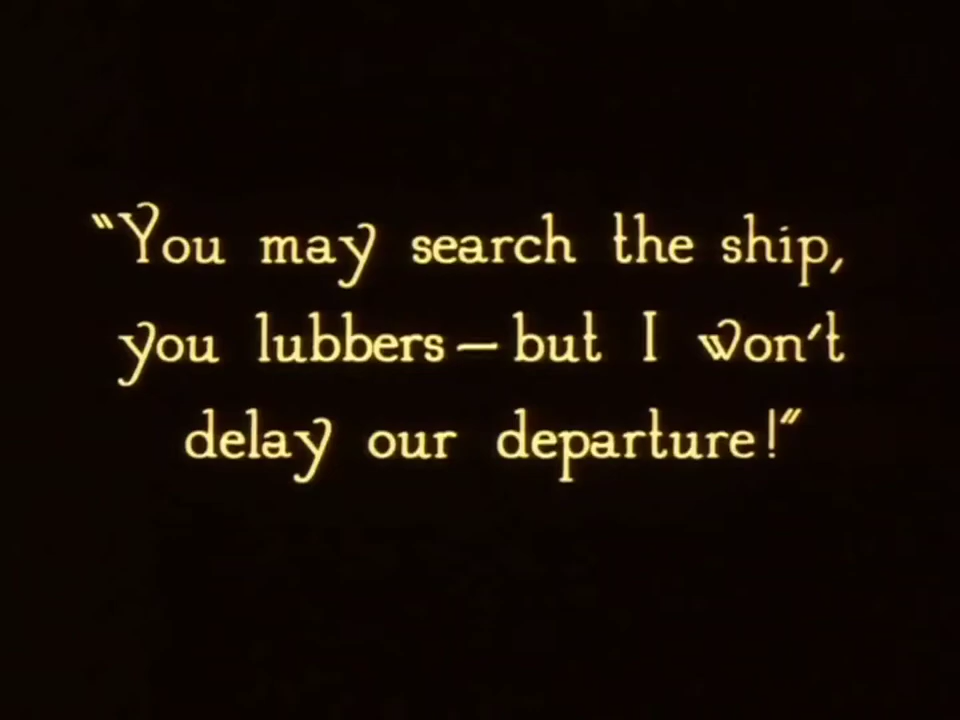 "You may search the ship,
you lubbers — but I won't
delay our departure!"